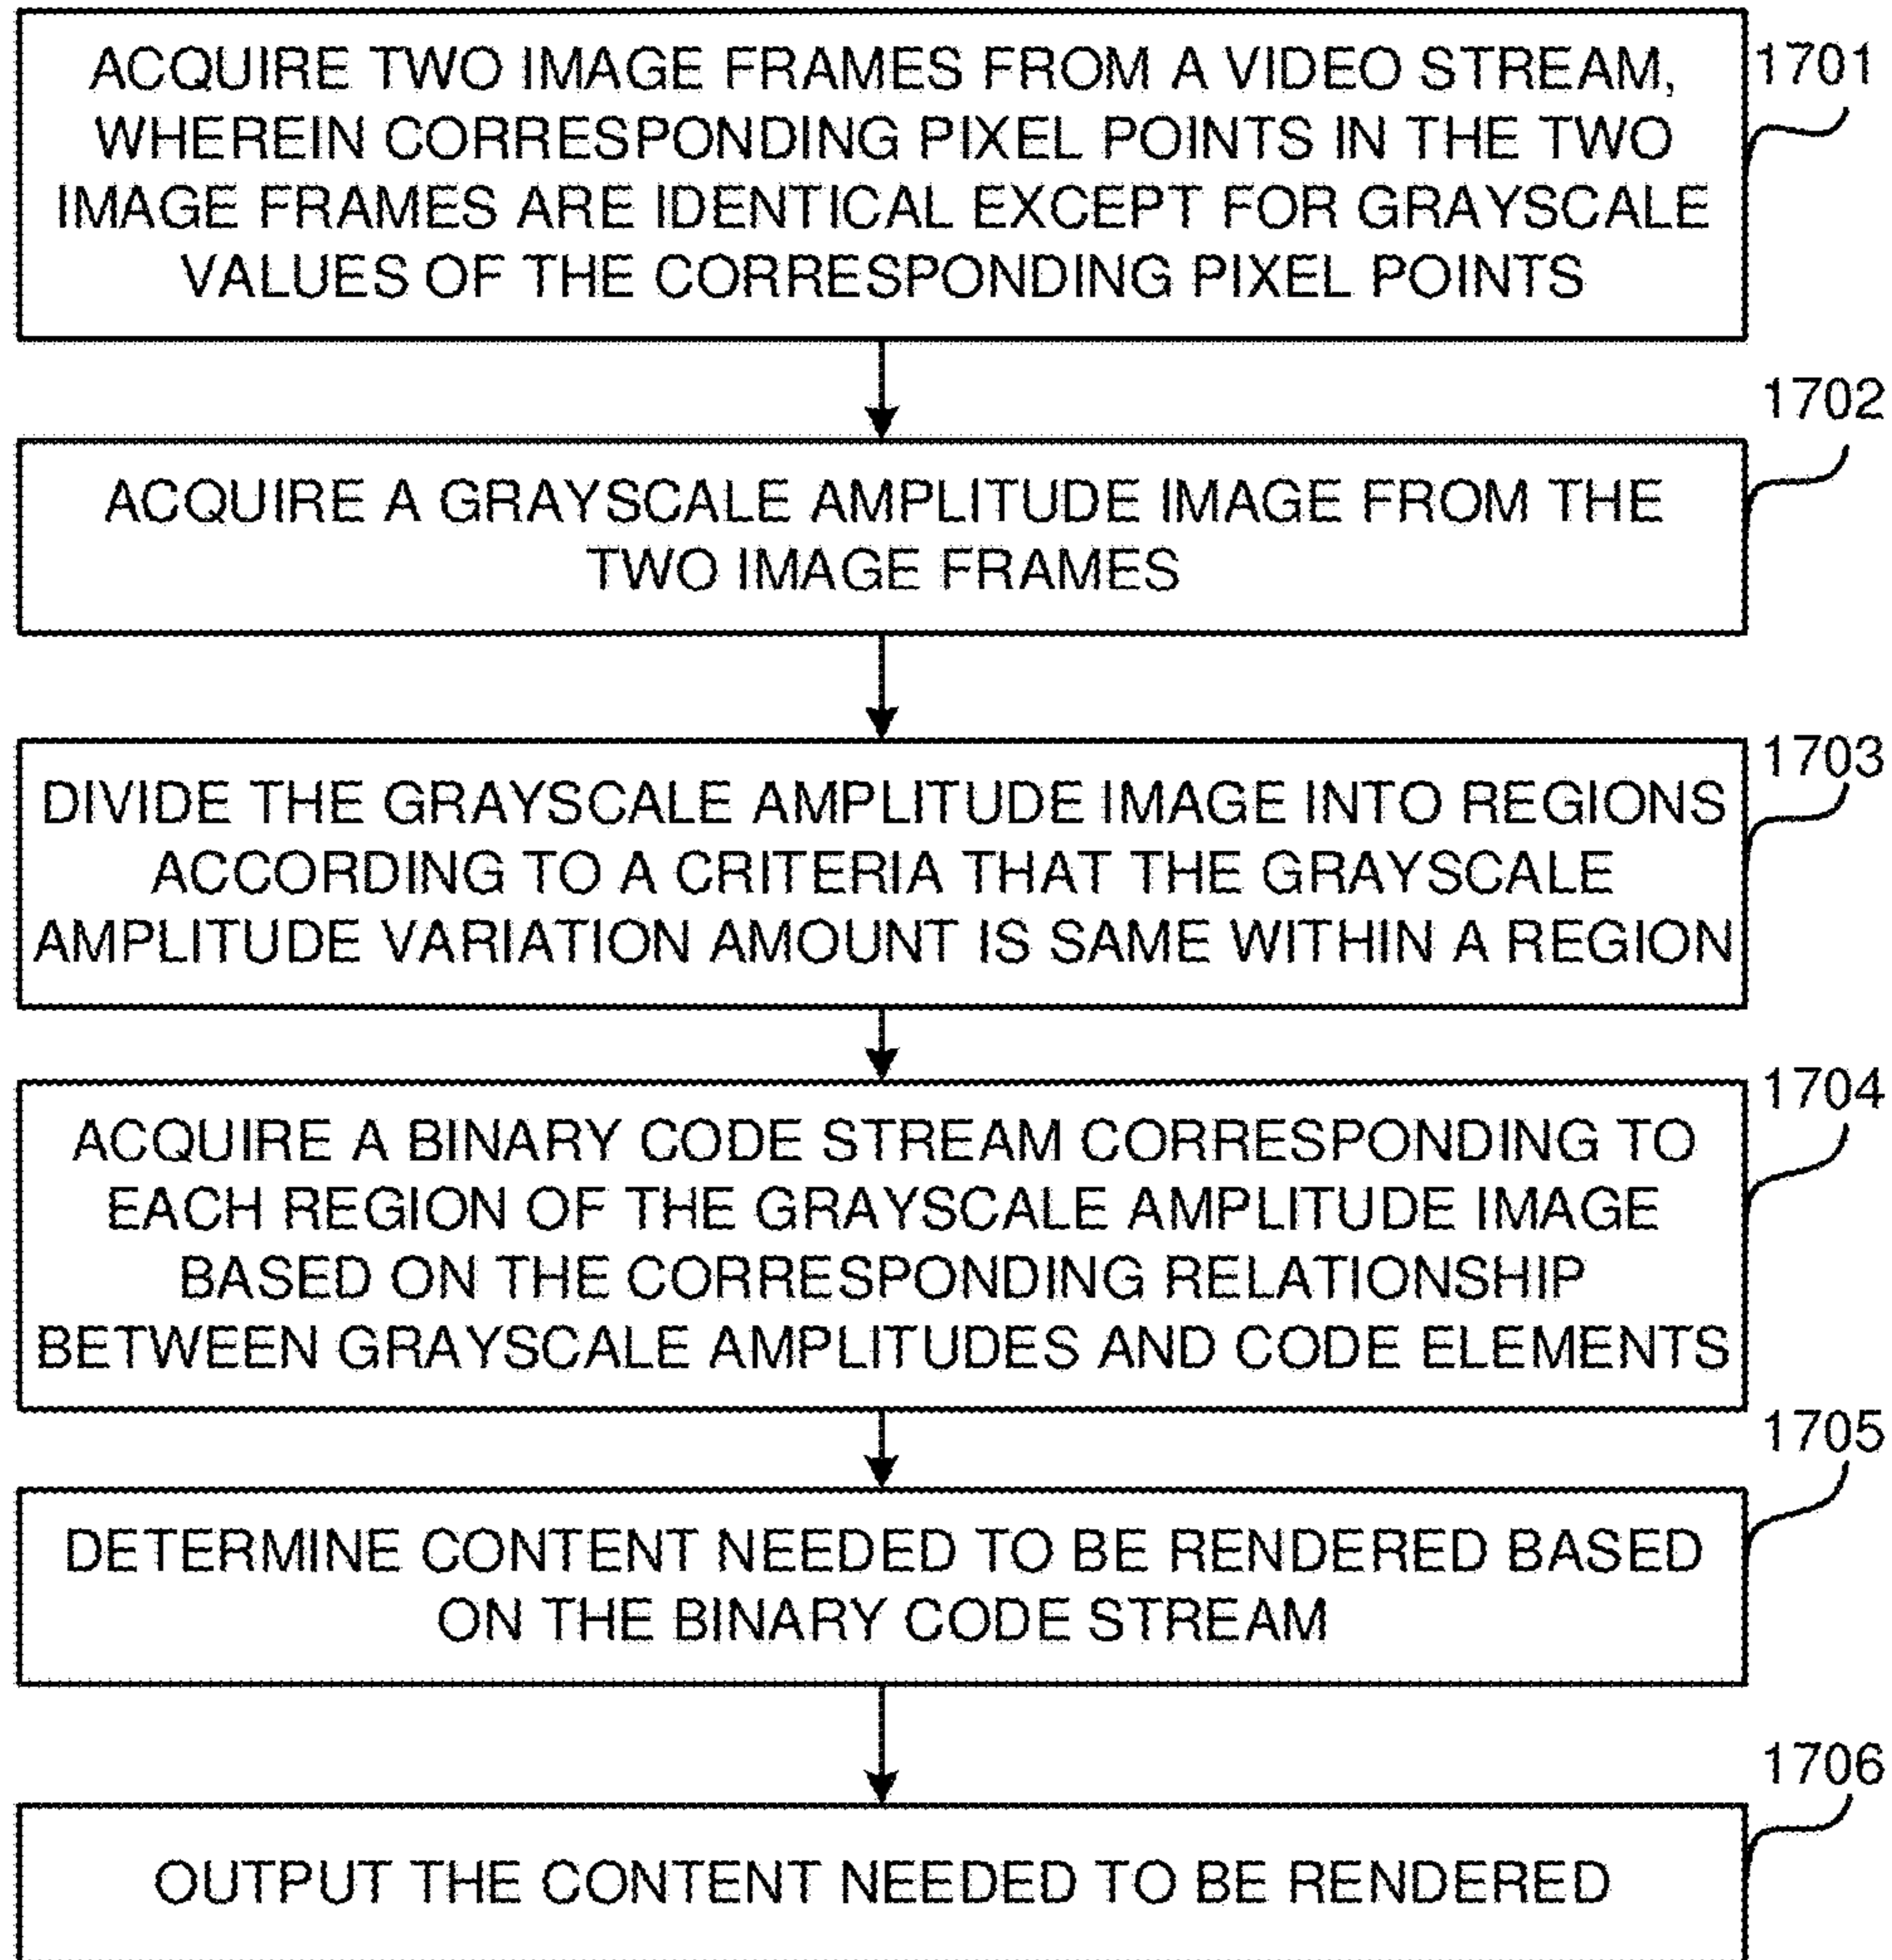 ACQUIRE TWO IMAGE FRAMES FROM A VIDEO STREAM,
WHEREIN CORRESPONDING PIXEL POINTS IN THE TWO
IMAGE FRAMES ARE IDENTICAL EXCEPT FOR GRAYSCALE
VALUES OF THE CORRESPONDING PIXEL POINTS
1701
1702
ACQUIRE A GRAYSCALE AMPLITUDE IMAGE FROM THE
TWO IMAGE FRAMES
1703
DIVIDE THE GRAYSCALE AMPLITUDE IMAGE INTO REGIONS
ACCORDING TO A CRITERIA THAT THE GRAYSCALE
AMPLITUDE VARIATION AMOUNT IS SAME WITHIN A REGION
1704
ACQUIRE A BINARY CODE STREAM CORRESPONDING TO
EACH REGION OF THE GRAYSCALE AMPLITUDE IMAGE
BASED ON THE CORRESPONDING RELATIONSHIP
BETWEEN GRAYSCALE AMPLITUDES AND CODE ELEMENTS
1705
DETERMINE CONTENT NEEDED TO BE RENDERED BASED
ON THE BINARY CODE STREAM
1706
OUTPUT THE CONTENT NEEDED TO BE RENDERED